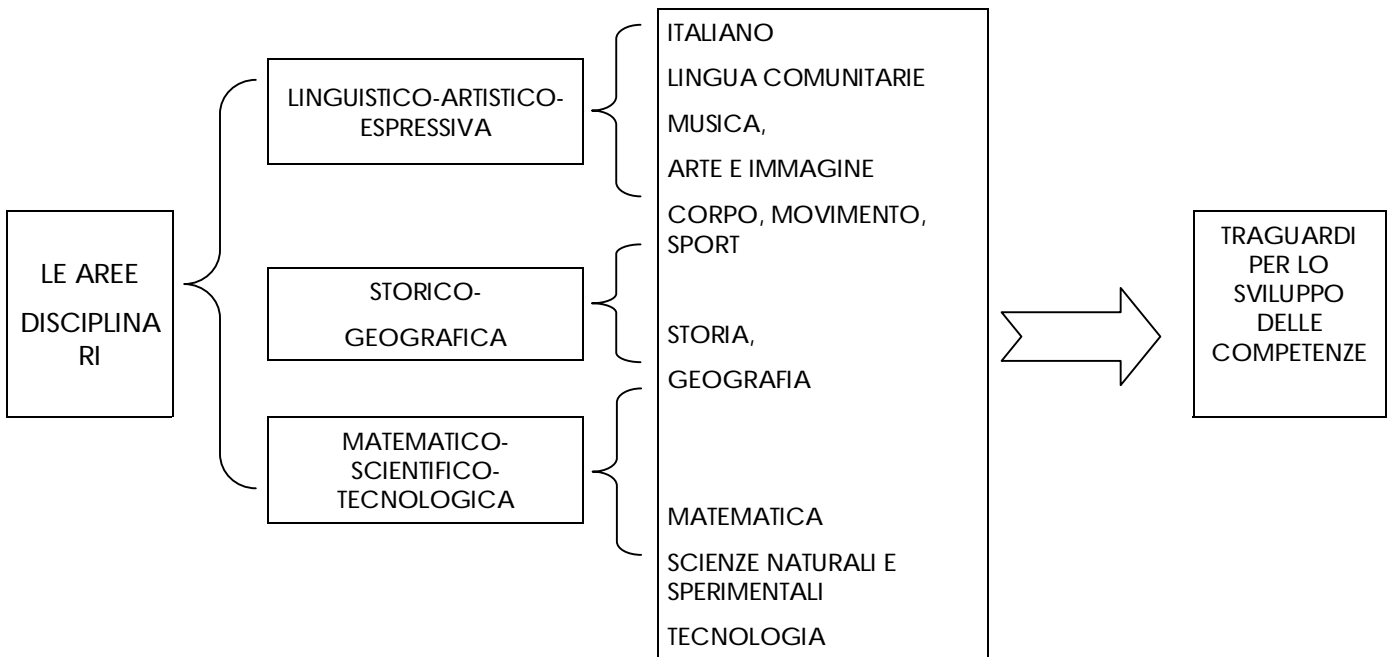 LE AREE
DISCIPLINA
RI
LINGUISTICO-ARTISTICO-
ESPRESSIVA
STORICO-
GEOGRAFICA
MATEMATICO-
SCIENTIFICO-
TECNOLOGICA
ITALIANO
LINGUA COMUNITARIE
MUSICA,
ARTE E IMMAGINE
CORPO, MOVIMENTO,
SPORT
STORIA,
GEOGRAFIA
MATEMATICA
SCIENZE NATURALI E
SPERIMENTALI
TECNOLOGIA
TRAGUARDI
PER LO
SVILUPPO
DELLE
COMPETENZE